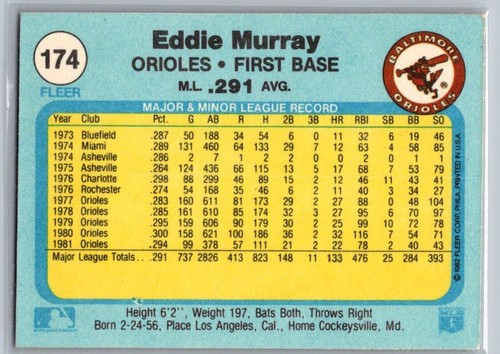 174
FLEER
Eddie Murray
ORIOLES • FIRST BASE
M.L. .291 AVG.
BALTIMORE
ORIOLES
MAJOR & MINOR LEAGUE RECORD
Year Club Pct. G AB R H 2B 3B HR RBI SB BB SO
1973 Bluefield .287 50 188 34 54 6 0 11 32 6 19 46
1974 Miami .289 131 460 64 133 29 7 12 63 4 58 85
1974 Asheville .286 2 7 1 2 2 0 0 2 0 1 1
1975 Asheville .264 124 436 66 115 13 5 17 68 7 53 79
1976 Charlotte .298 88 299 46 89 15 2 12 46 11 43 41
1976 Rochester .274 54 168 35 46 6 2 11 40 3 34 27
1977 Orioles .283 160 611 81 173 29 2 27 88 0 48 104
1978 Orioles .285 161 610 85 174 32 3 27 95 6 70 97
1979 Orioles .295 159 606 90 179 30 2 25 99 10 72 78
1980 Orioles .300 158 621 100 186 36 2 32 116 7 54 71
1981 Orioles .294 99 378 57 111 21 2 22 78 2 40 43
Major League Totals . . .291 737 2826 413 823 148 11 133 476 25 284 393
© 1982 FLEER CORP., PHILA., PRINTED IN U.S.A.
Height 6'2'', Weight 197, Bats Both, Throws Right
Born 2-24-56, Place Los Angeles, Cal., Home Cockeysville, Md.